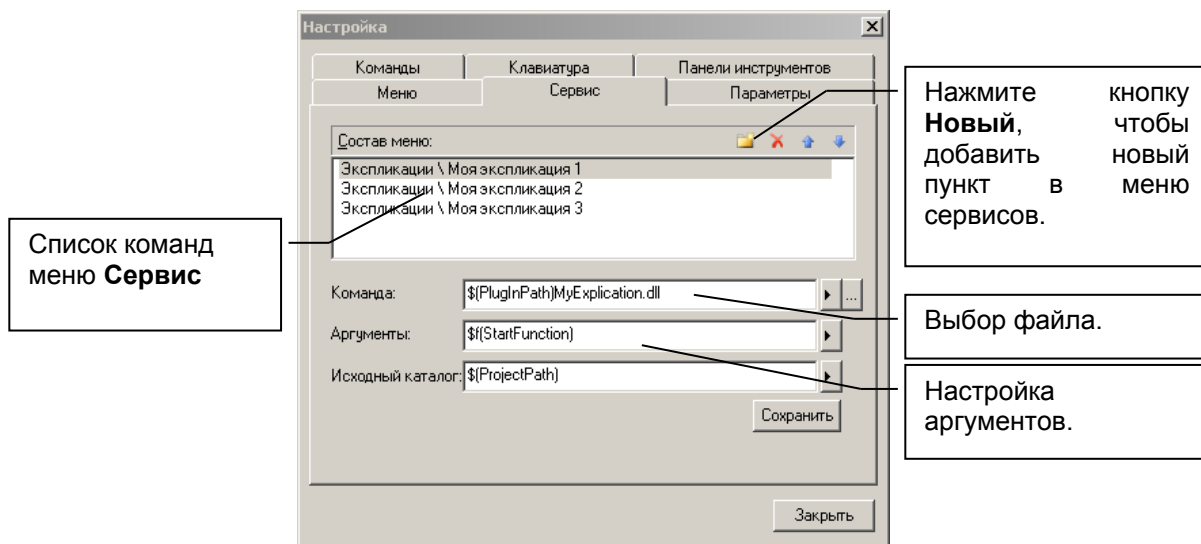 Настройка
Команды
Клавиатура
Панели инструментов
Меню
Сервис
Параметры
Состав меню:
Экспликации \ Моя экспликация 1
Экспликации \ Моя экспликация 2
Экспликации \ Моя экспликация 3
Команда:
$(PlugInPath)MyExplication.dll
...
Аргументы:
$f(StartFunction)
Исходный каталог:
$(ProjectPath)
Сохранить
Закрыть
Список команд
меню Сервис
Нажмите кнопку
Новый, чтобы
добавить новый
пункт в меню
сервисов.
Выбор файла.
Настройка
аргументов.